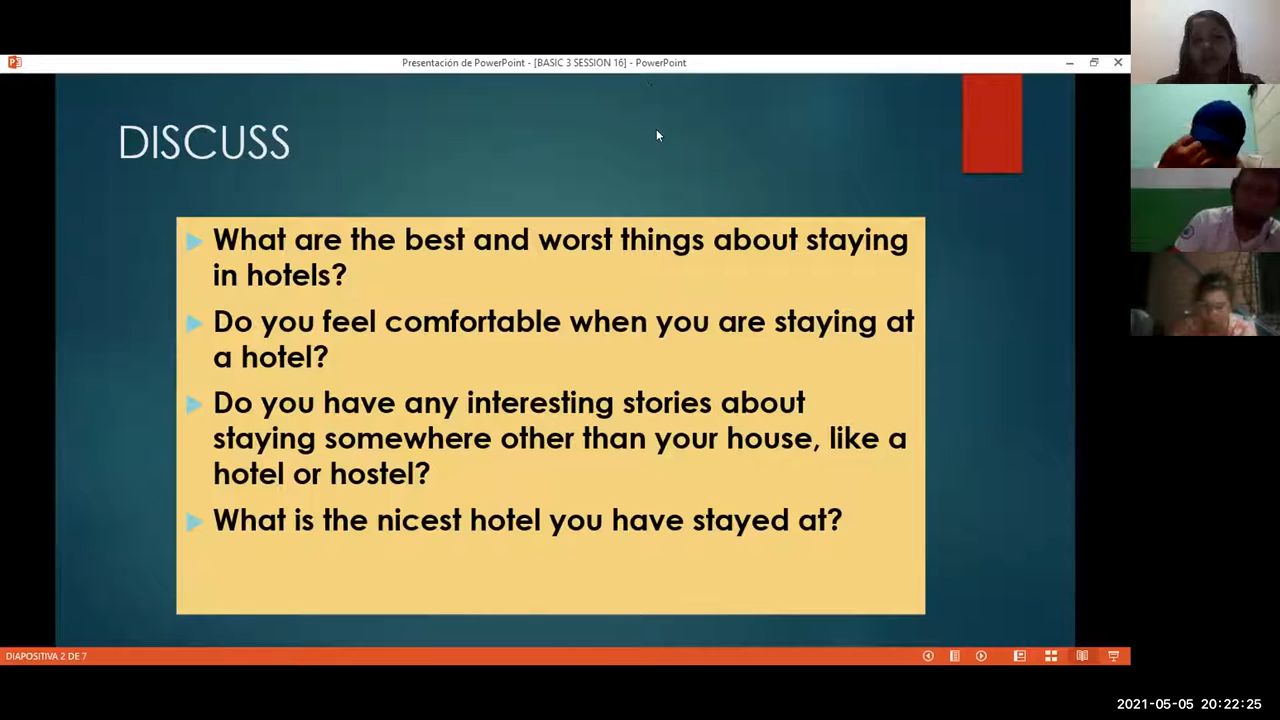 Presentación de PowerPoint - [BASIC 3 SESSION 16] - PowerPoint
DISCUSS
What are the best and worst things about staying
in hotels?
Do you feel comfortable when you are staying at
a hotel?
Do you have any interesting stories about
staying somewhere other than your house, like a
hotel or hostel?
What is the nicest hotel you have stayed at?
DIAPOSITIVA 2 DE 7
2021-05-05 20:22:25